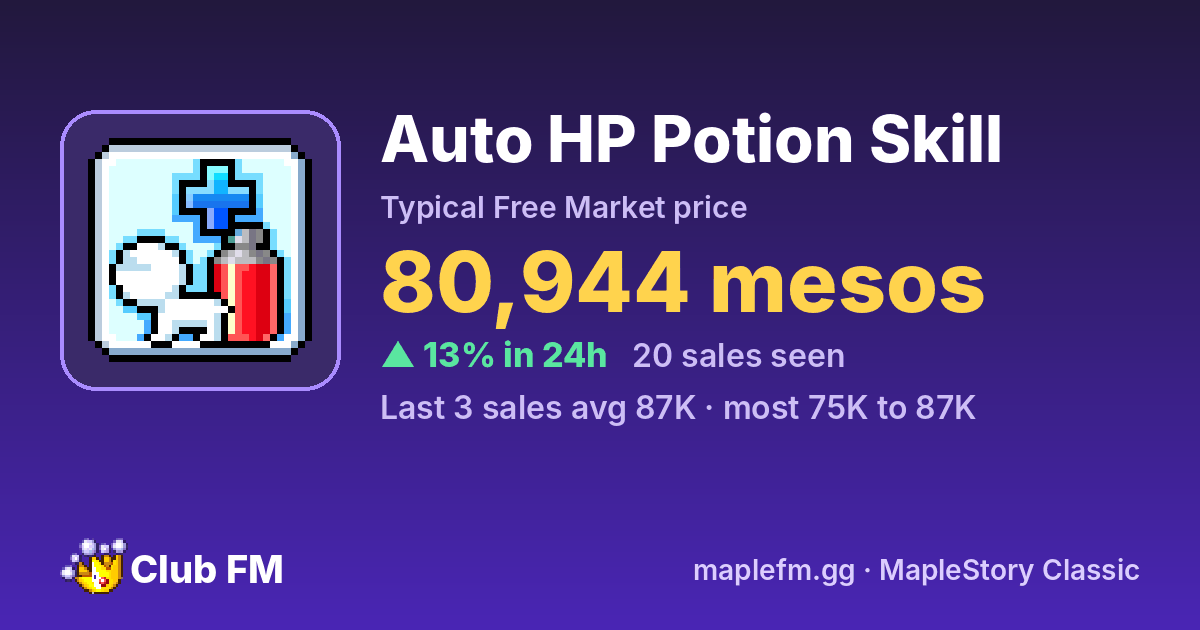 Auto HP Potion Skill
Typical Free Market price
80,944 mesos
▲ 13% in 24h 20 sales seen
Last 3 sales avg 87K · most 75K to 87K
Club FM
maplefm.gg · MapleStory Classic